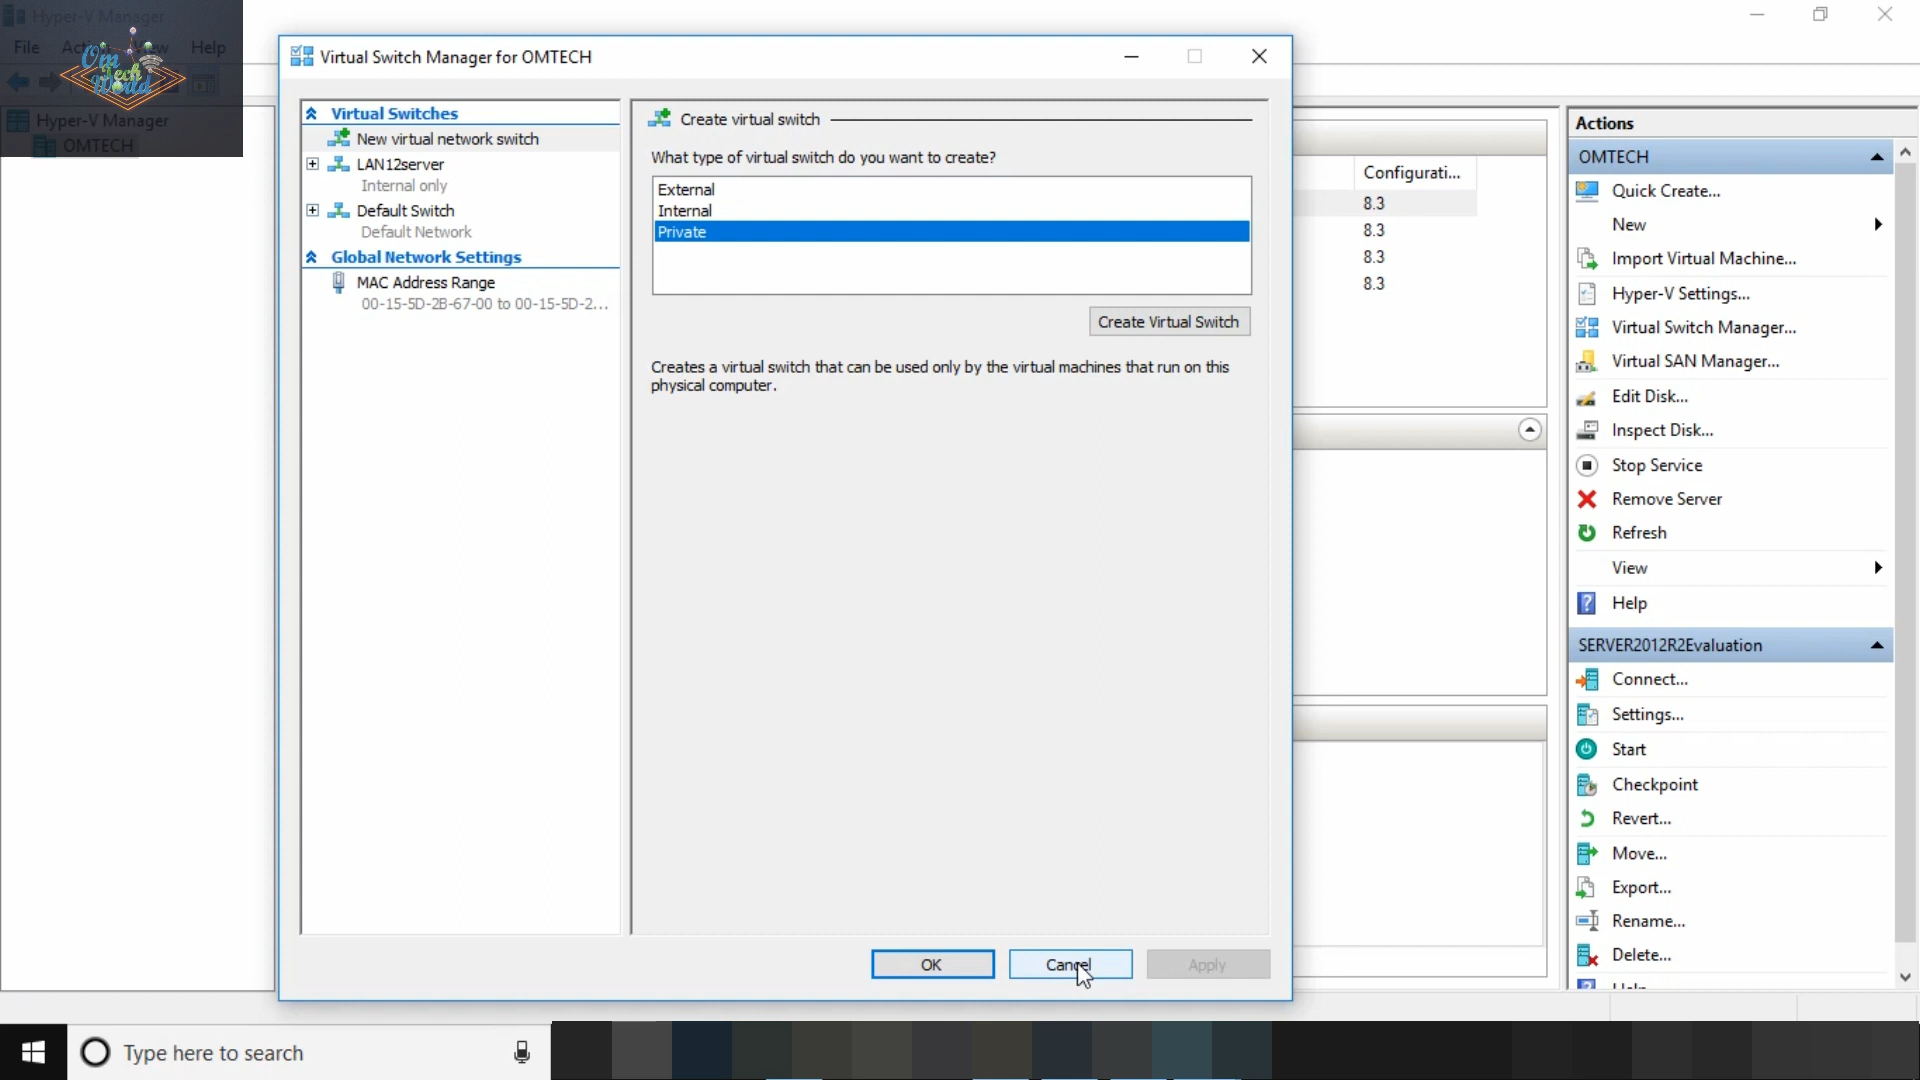 Hyper-V Manager
File Action View Help
Om
Tech
World
Hyper-V Manager
OMTECH
Virtual Switch Manager for OMTECH
Virtual Switches
New virtual network switch
LAN12server
Internal only
Default Switch
Default Network
Global Network Settings
MAC Address Range
00-15-5D-2B-67-00 to 00-15-5D-2...
Create virtual switch
What type of virtual switch do you want to create?
External
Internal
Private
Create Virtual Switch
Creates a virtual switch that can be used only by the virtual machines that run on this
physical computer.
OK
Cancel
Apply
Configurati...
8.3
8.3
8.3
8.3
Actions
OMTECH
Quick Create...
New
Import Virtual Machine...
Hyper-V Settings...
Virtual Switch Manager...
Virtual SAN Manager...
Edit Disk...
Inspect Disk...
Stop Service
Remove Server
Refresh
View
Help
SERVER2012R2Evaluation
Connect...
Settings...
Start
Checkpoint
Revert...
Move...
Export...
Rename...
Delete...
Help
Type here to search